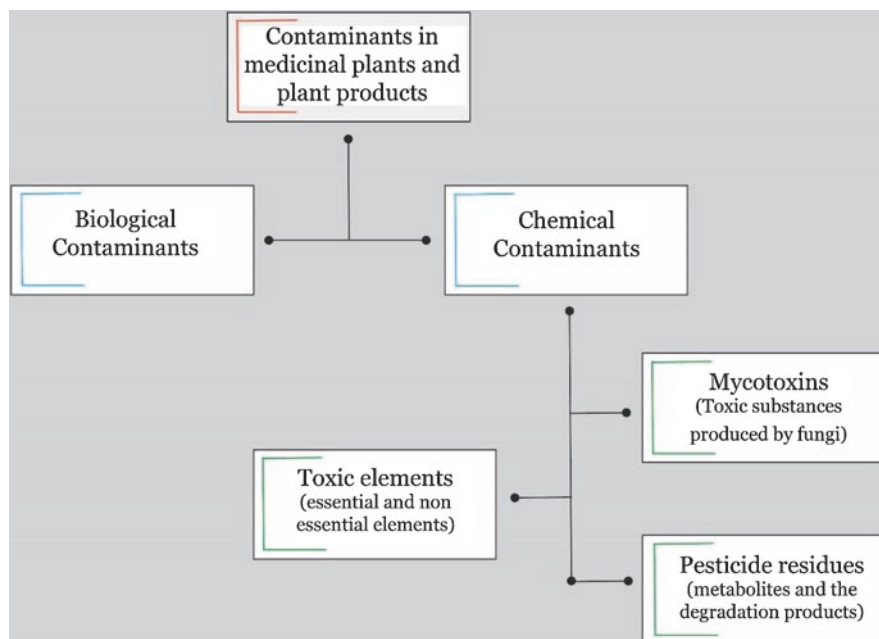 Contaminants in
medicinal plants and
plant products
Biological
Contaminants
Chemical
Contaminants
Mycotoxins
(Toxic substances
produced by fungi)
Toxic elements
(essential and non
essential elements)
Pesticide residues
(metabolites and the
degradation products)